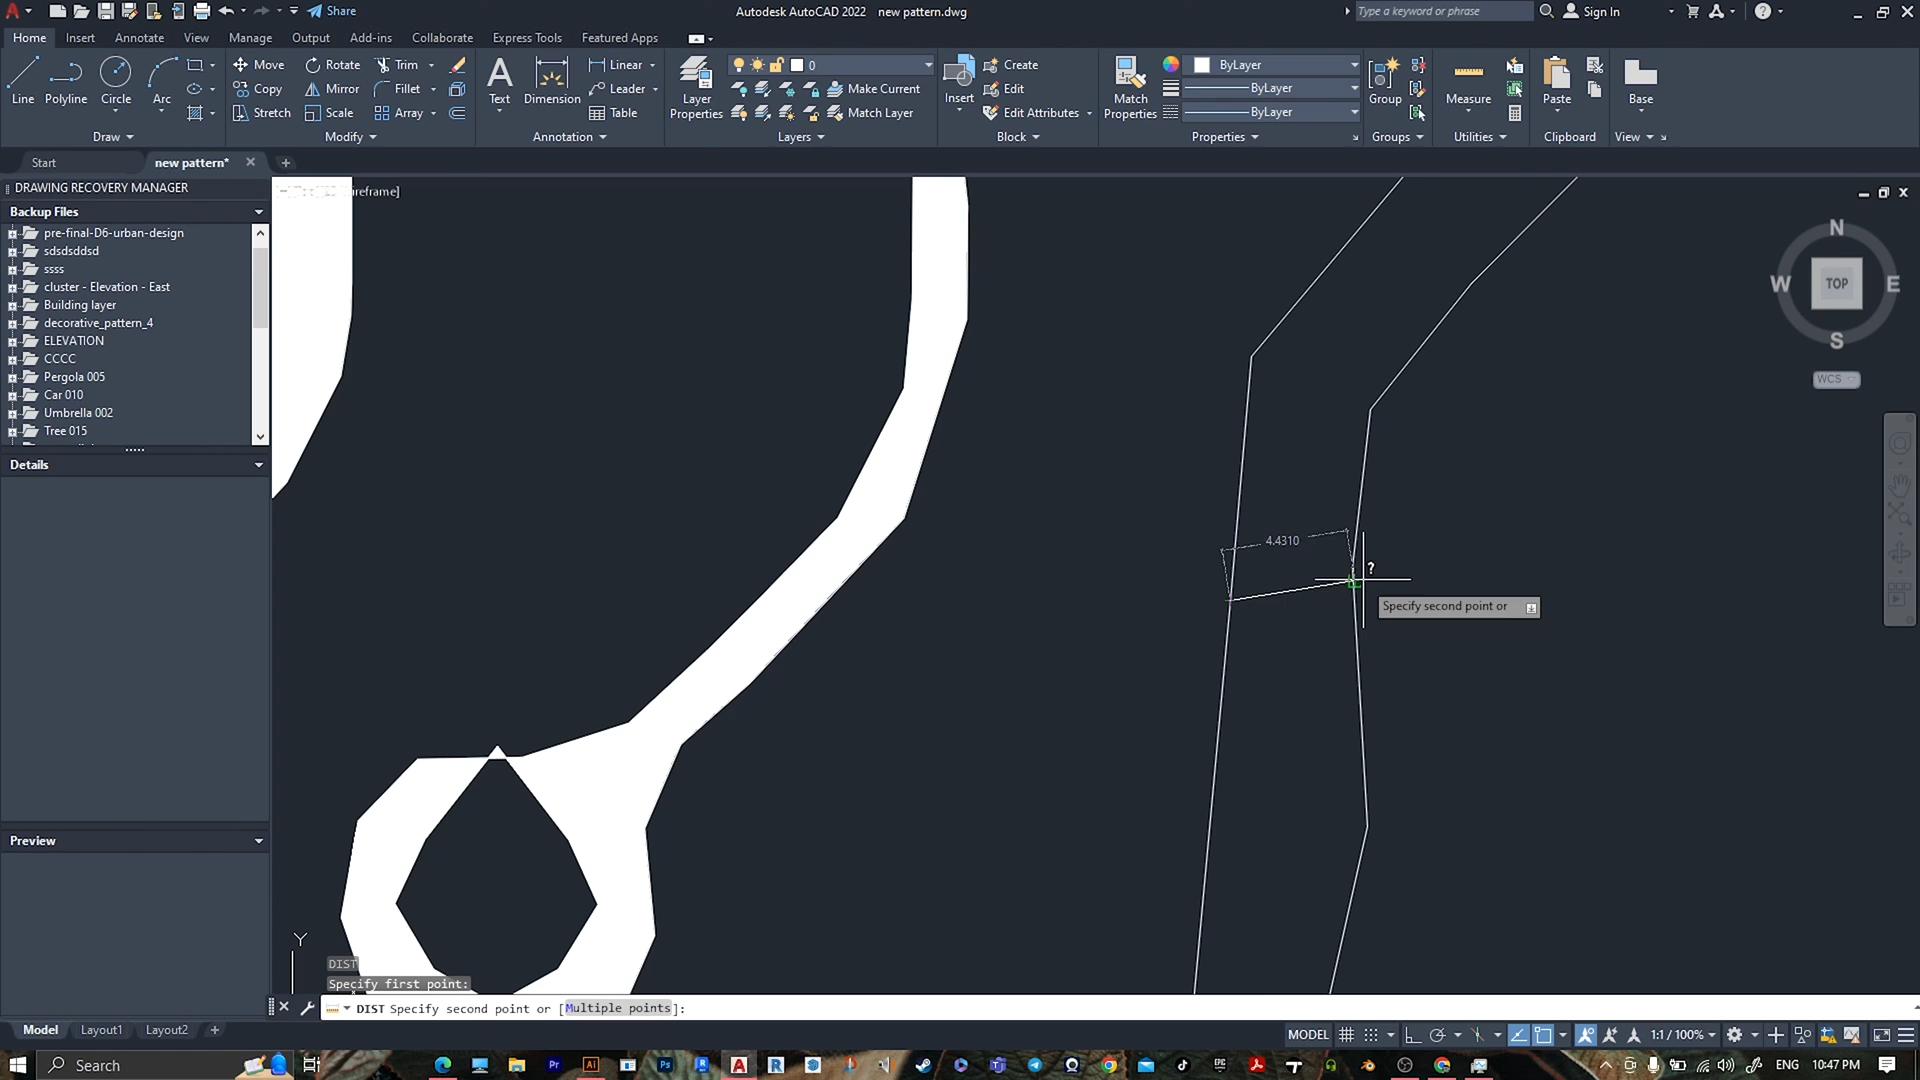 Share
Autodesk AutoCAD 2022 new pattern.dwg
Type a keyword or phrase
Sign In
Home Insert Annotate View Manage Output Add-ins Collaborate Express Tools Featured Apps
Line Polyline Circle Arc
Move Rotate Trim
Copy Mirror Fillet
Stretch Scale Array
Text Dimension
Linear
Leader
Table
Layer Properties
0
Make Current
Match Layer
Insert
Create
Edit
Edit Attributes
Match Properties
ByLayer
ByLayer
ByLayer
Group
Measure
Paste
Base
Draw Modify Annotation Layers Block Properties Groups Utilities Clipboard View
Start new pattern*
DRAWING RECOVERY MANAGER
Backup Files
pre-final-D6-urban-design
sdsdsddsd
ssss
cluster - Elevation - East
Building layer
decorative_pattern_4
ELEVATION
CCCC
Pergola 005
Car 010
Umbrella 002
Tree 015
Details
Preview
ireframe]
N
W TOP E
S
WCS
4.4310
?
Specify second point or
Y
DIST
Specify first point:
DIST Specify second point or [Multiple points]:
Model Layout1 Layout2
MODEL
1:1 / 100%
Search
Pr Ai Ps A R
EPIC
ENG
10:47 PM